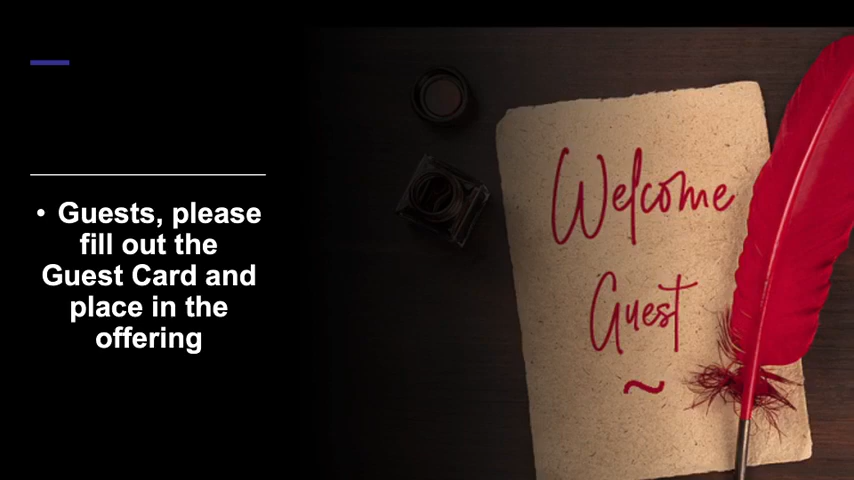 • Guests, please
fill out the
Guest Card and
place in the
offering
Welcome
Guest
~